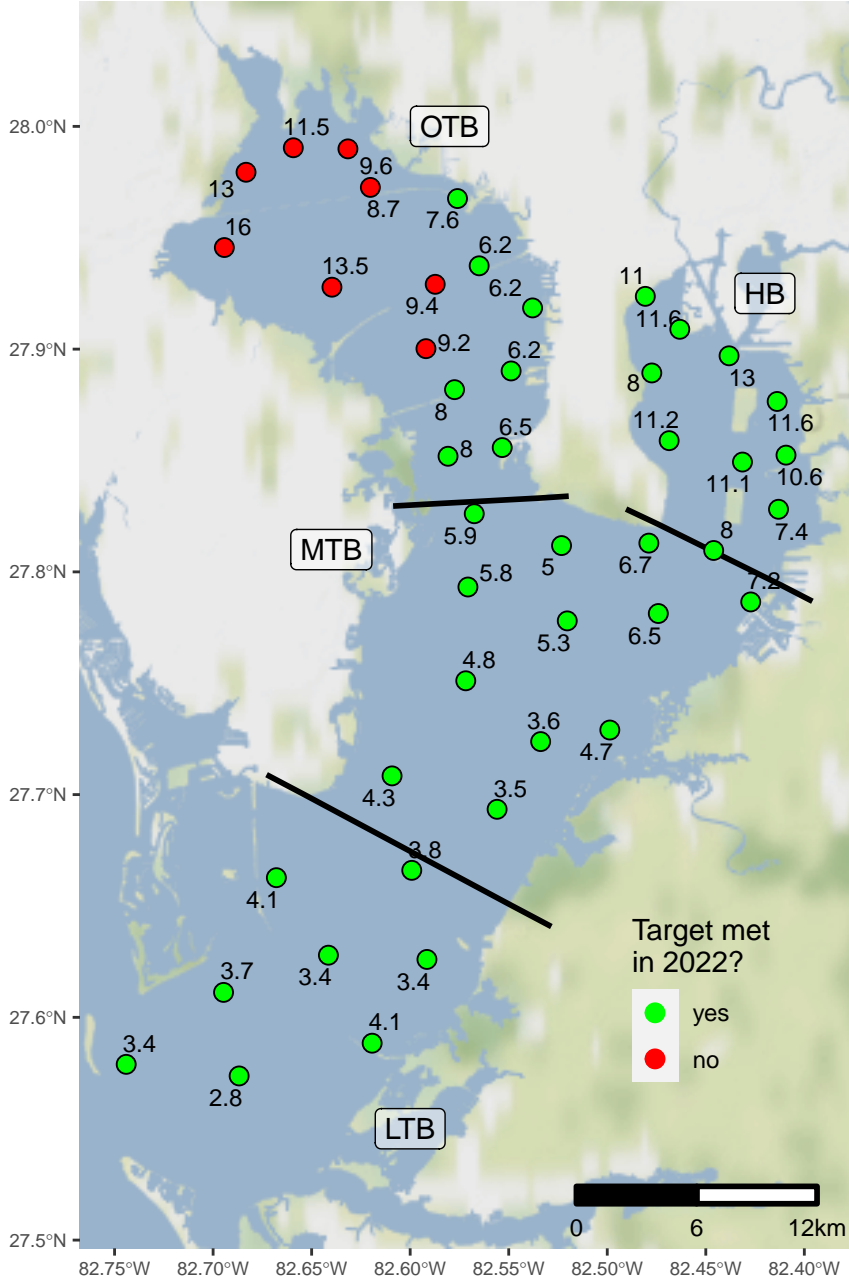 28.0°N
11.5
OTB
9.6
13
8.7
7.6
16
6.2
13.5
6.2
9.4
11
HB
11.6
27.9°N
9.2
6.2
13
8
8
11.6
11.2
6.5
8
11.1
10.6
5.9
7.4
MTB
8
5
6.7
27.8°N
5.8
7.2
5.3
6.5
4.8
3.6
4.7
27.7°N
4.3
3.5
3.8
4.1
Target met
in 2022?
3.7
3.4
3.4
yes
27.6°N
4.1
3.4
no
2.8
LTB
0 6 12km
27.5°N
82.75°W 82.70°W 82.65°W 82.60°W 82.55°W 82.50°W 82.45°W 82.40°W